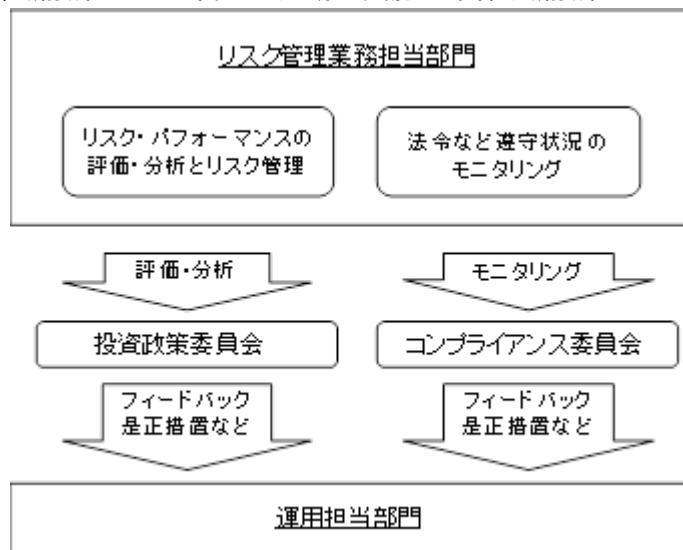 リスク管理業務担当部門
リスク・パフォーマンスの
評価・分析とリスク管理
法令など遵守状況の
モニタリング
評価・分析
モニタリング
投資政策委員会
コンプライアンス委員会
フィードバック
是正措置など
フィードバック
是正措置など
運用担当部門